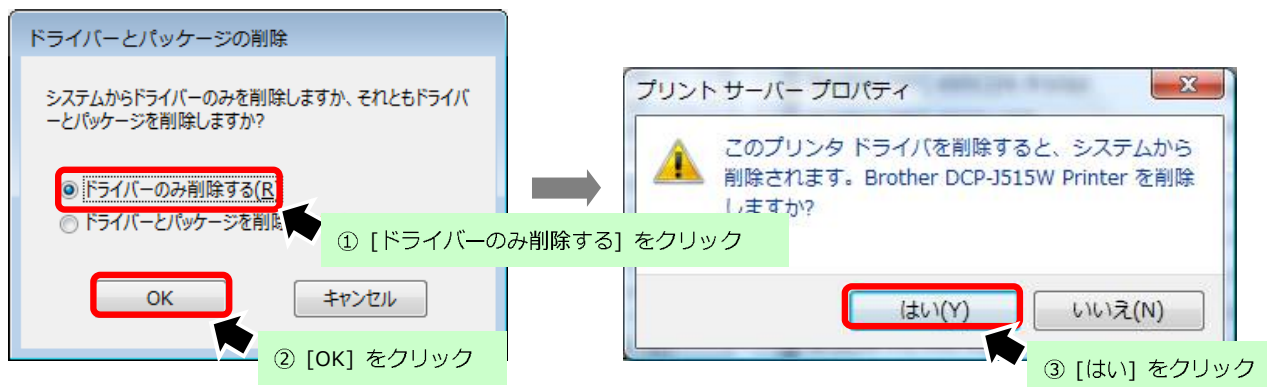 ドライバーとパッケージの削除
システムからドライバーのみを削除しますか、それともドライバ
ーとパッケージを削除しますか?
ドライバーのみ削除する(R)
ドライバーとパッケージを削除
① [ドライバーのみ削除する] をクリック
OK
キャンセル
② [OK] をクリック
プリント サーバー プロパティ
このプリンタ ドライバを削除すると、システムから
削除されます。Brother DCP-J515W Printer を削除
しますか?
はい(Y)
いいえ(N)
③ [はい] をクリック